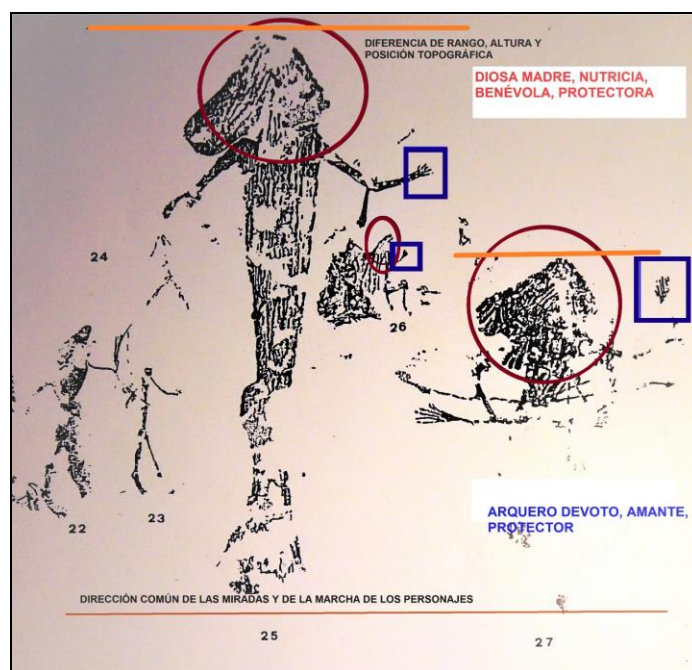 DIFERENCIA DE RANGO, ALTURA Y
POSICIÓN TOPOGRÁFICA
DIOSA MADRE, NUTRICIA,
BENÉVOLA, PROTECTORA
24
26
22
23
ARQUERO DEVOTO, AMANTE,
PROTECTOR
DIRECCIÓN COMÚN DE LAS MIRADAS Y DE LA MARCHA DE LOS PERSONAJES
25
27